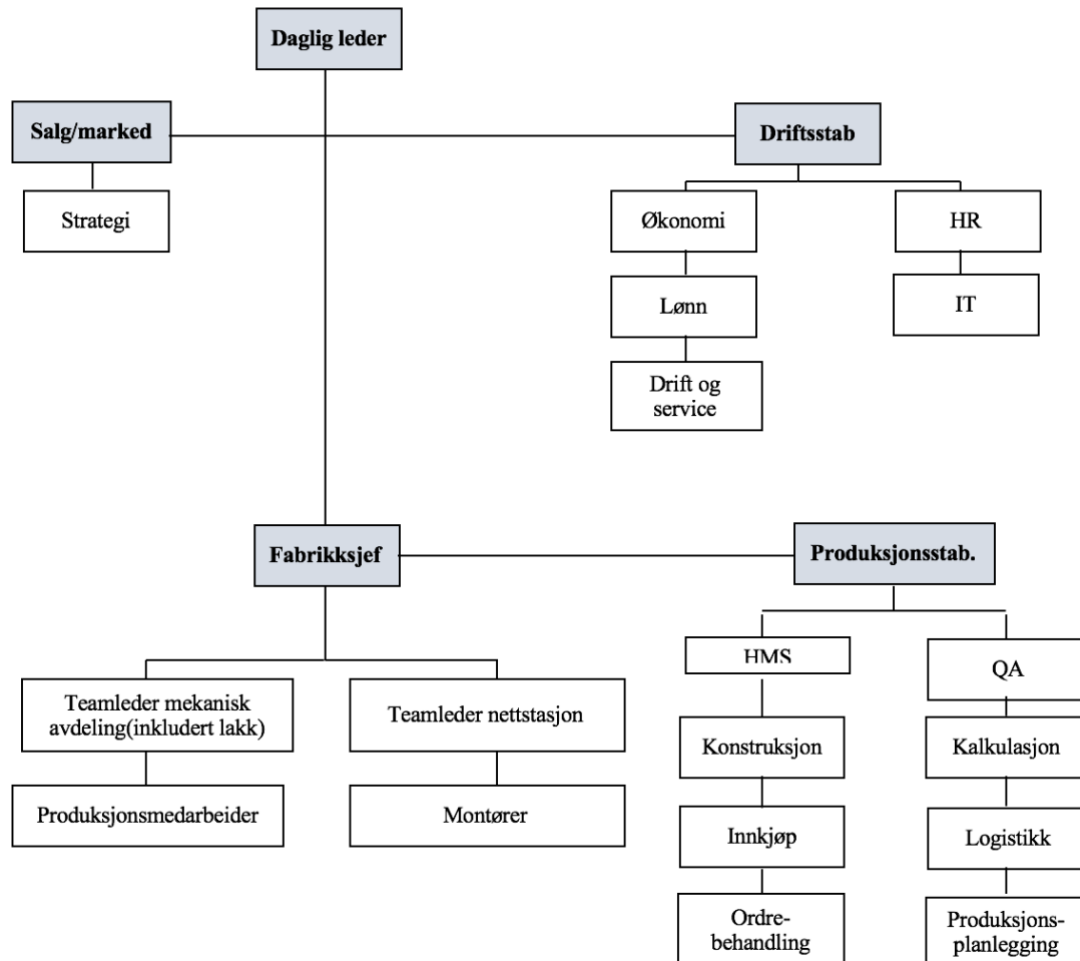 Daglig leder
Salg/marked
Driftsstab
Strategi
Økonomi
HR
Lønn
IT
Drift og
service
Fabrikksjef
Produksjonsstab.
HMS
QA
Teamleder mekanisk
avdeling(inkludert lakk)
Teamleder nettstasjon
Konstruksjon
Kalkulasjon
Produksjonsmedarbeider
Montører
Innkjøp
Logistikk
Ordre-
behandling
Produksjons-
planlegging